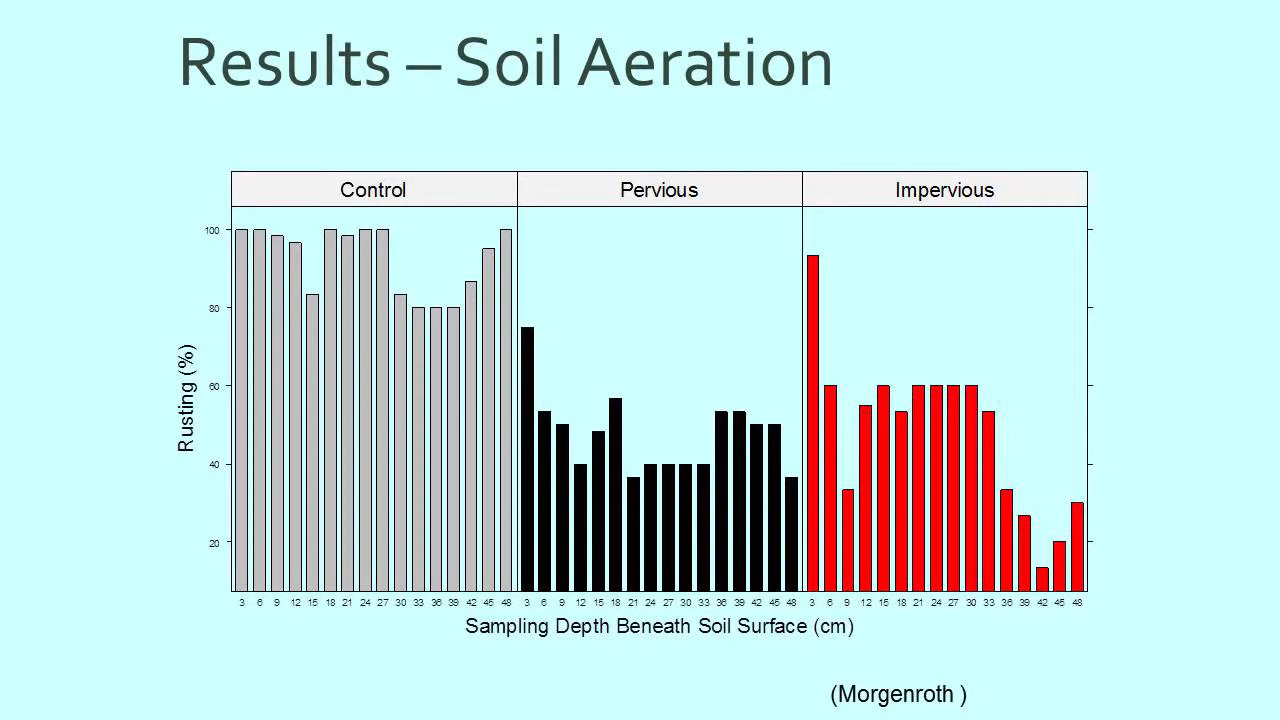 Results – Soil Aeration
Control Pervious Impervious
100
80
60
40
20
Rusting (%)
3 6 9 12 15 18 21 24 27 30 33 36 39 42 45 48 3 6 9 12 15 18 21 24 27 30 33 36 39 42 45 48 3 6 9 12 15 18 21 24 27 30 33 36 39 42 45 48
Sampling Depth Beneath Soil Surface (cm)
(Morgenroth )